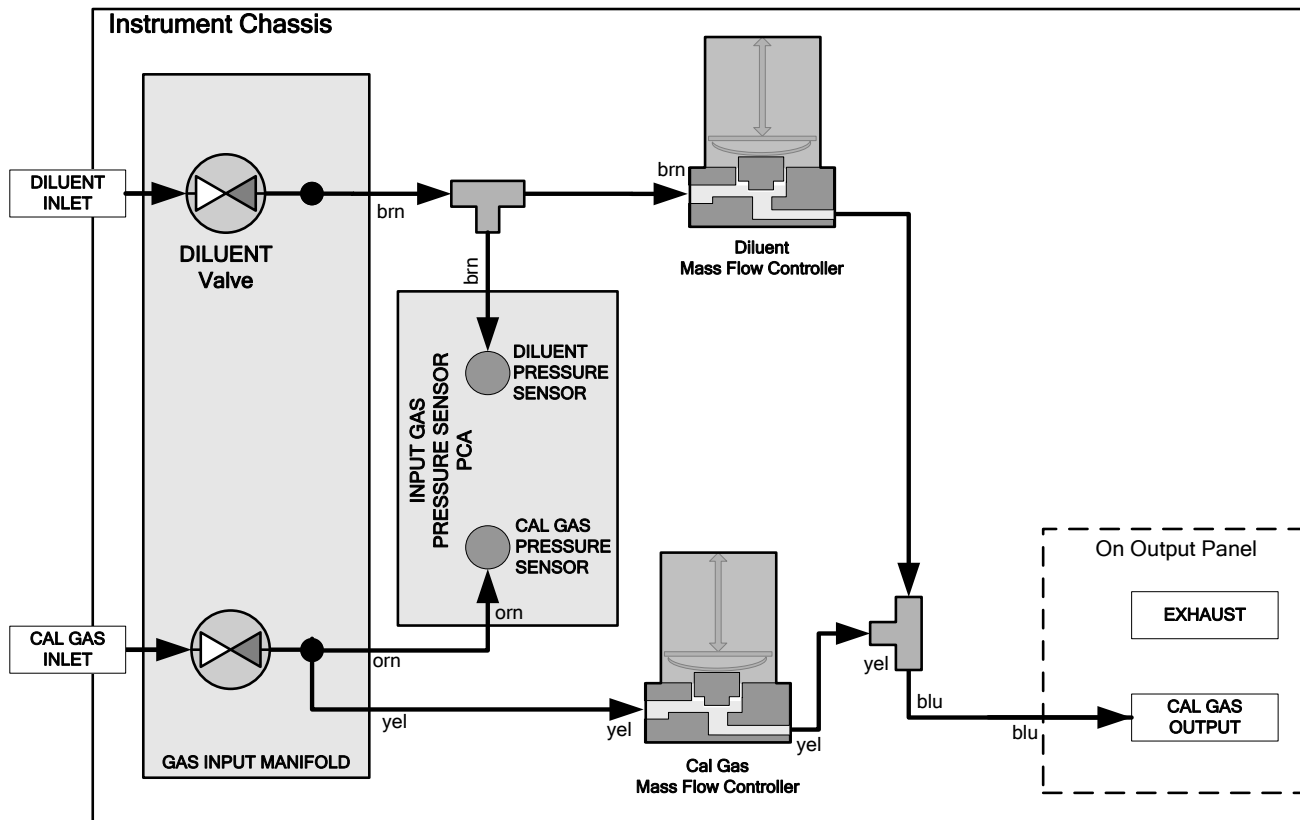 Instrument Chassis
DILUENT
INLET
DILUENT
Valve
brn
brn
brn
Diluent
Mass Flow Controller
INPUT GAS
PRESSURE SENSOR
PCA
DILUENT
PRESSURE
SENSOR
CAL GAS
PRESSURE
SENSOR
orn
orn
CAL GAS
INLET
yel
yel
yel
yel
Cal Gas
Mass Flow Controller
GAS INPUT MANIFOLD
blu
blu
On Output Panel
EXHAUST
CAL GAS
OUTPUT